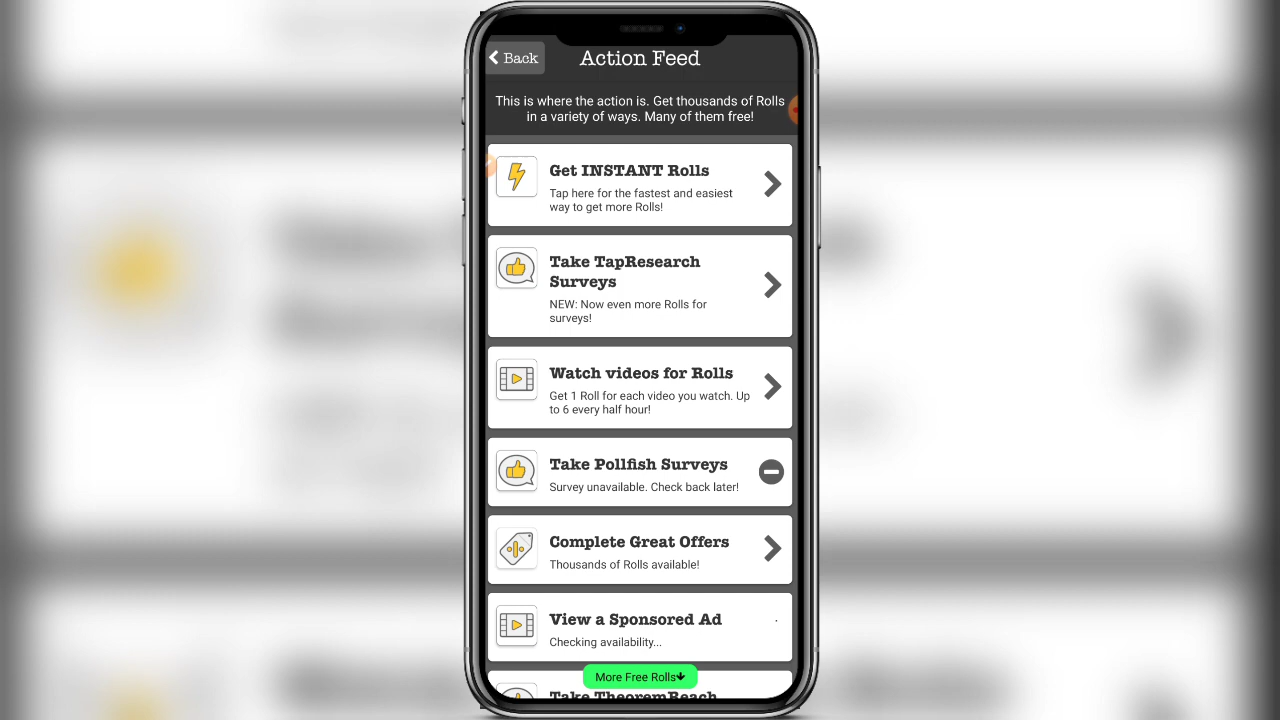 Back
Action Feed
This is where the action is. Get thousands of Rolls
in a variety of ways. Many of them free!
Get INSTANT Rolls
Tap here for the fastest and easiest
way to get more Rolls!
Take TapResearch
Surveys
NEW: Now even more Rolls for
surveys!
Watch videos for Rolls
Get 1 Roll for each video you watch. Up
to 6 every half hour!
Take Pollfish Surveys
Survey unavailable. Check back later!
Complete Great Offers
Thousands of Rolls available!
View a Sponsored Ad
Checking availability...
More Free Rolls
Take TheoremReach